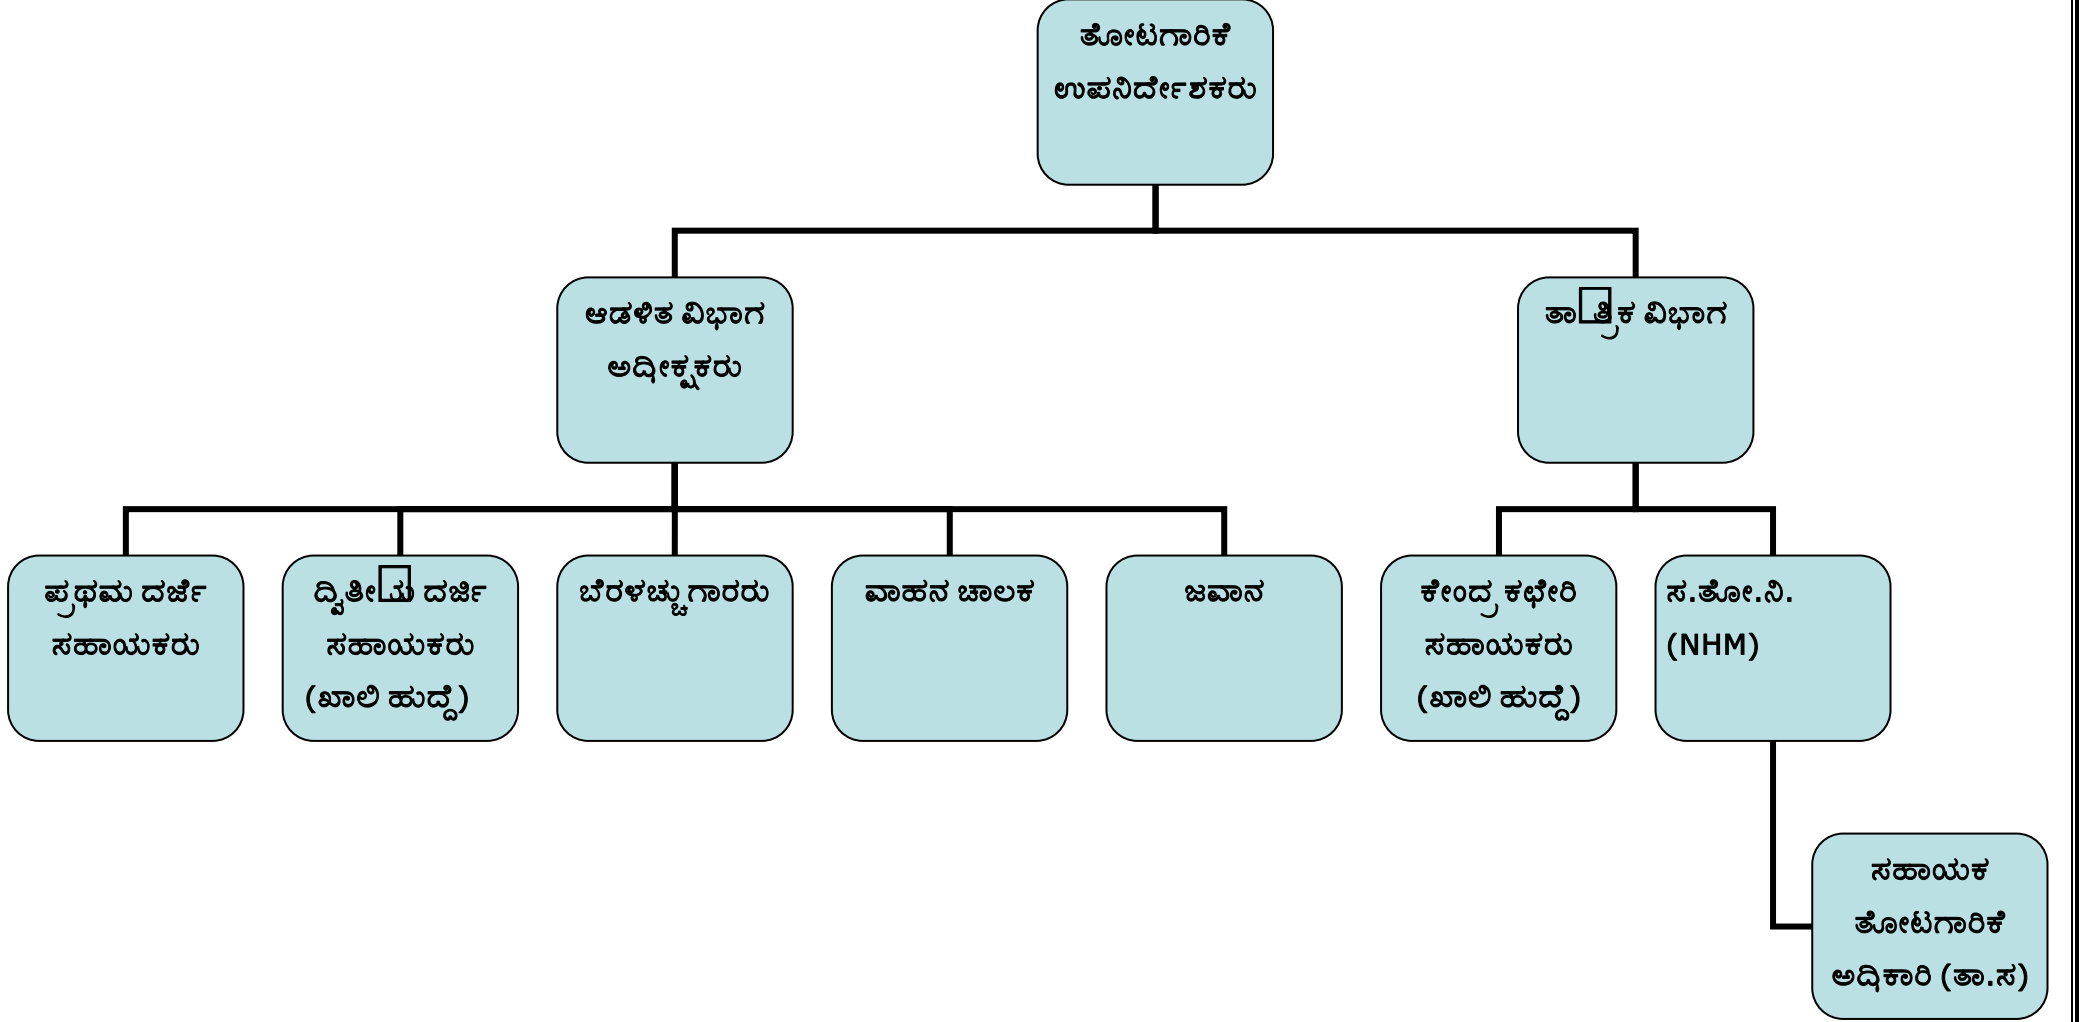 ತೋಟಗಾರಿಕೆ
ಉಪನಿರ್ದೇಶಕರು
ಆಡಳಿತ ವಿಭಾಗ
ಅಧೀಕ್ಷಕರು
ವಿಭಾಗ
ಪ್ರಥಮ ದರ್ಜೆ
ಸಹಾಯಕರು
ದರ್ಜಿ
ಸಹಾಯಕರು
(ಖಾಲಿ ಹುದ್ದೆ)
ಬೆರಳಚ್ಚುಗಾರರು
ವಾಹನ ಚಾಲಕ
ಜವಾನ
ಕೇಂದ್ರ ಕಛೇರಿ
ಸಹಾಯಕರು
(ಖಾಲಿ ಹುದ್ದೆ)
ಸ.ತೋ.ನಿ.
(NHM)
ಸಹಾಯಕ
ತೋಟಗಾರಿಕೆ
ಅಧಿಕಾರಿ (ತಾ.ಸ)